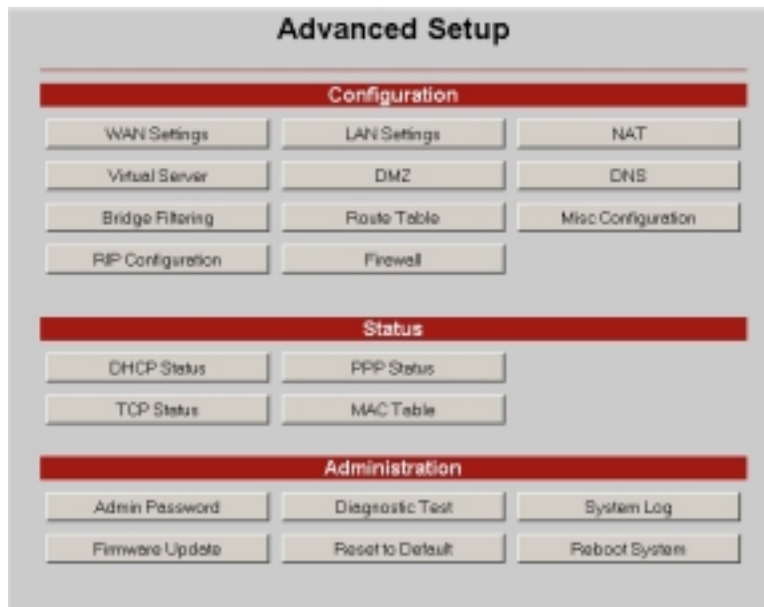 Advanced Setup
Configuration
WAN Settings LAN Settings NAT
Virtual Server DMZ DNS
Bridge Filtering Route Table Misc Configuration
RIP Configuration Firewall
Status
DHCP Status PPP Status
TCP Status MAC Table
Administration
Admin Password Diagnostic Test System Log
Firmware Update Reset to Default Reboot System